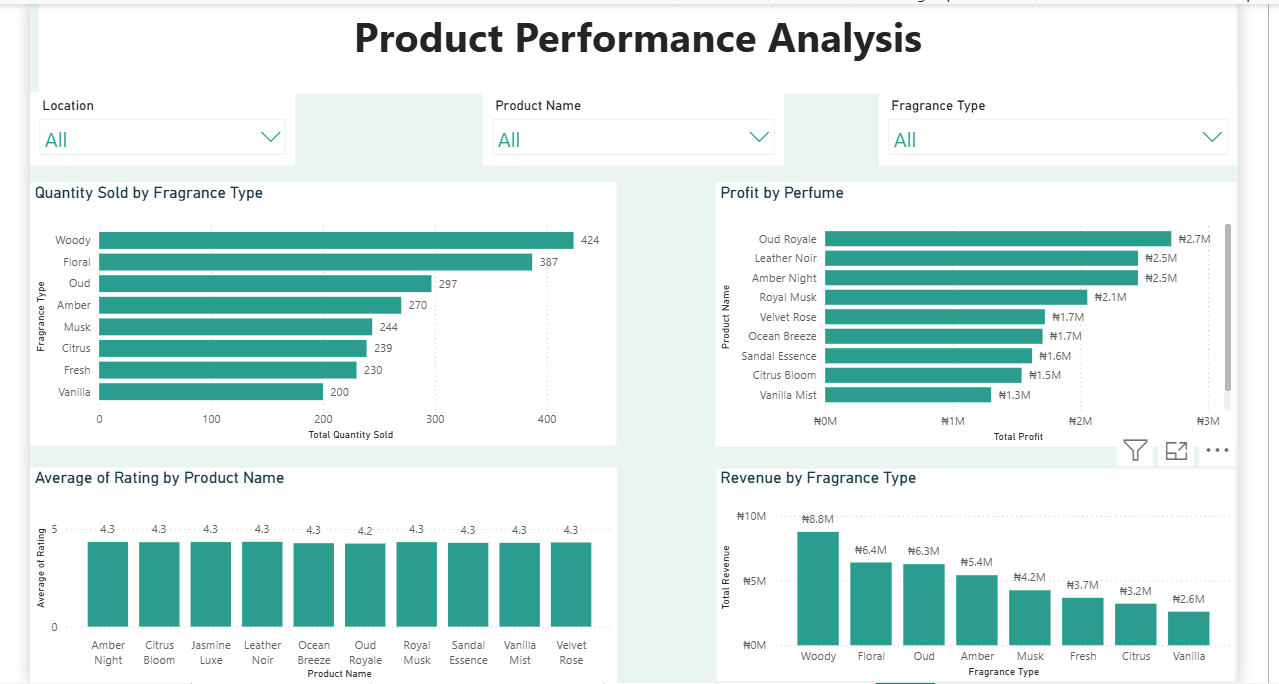 Product Performance Analysis
Location
All
Product Name
All
Fragrance Type
All
Quantity Sold by Fragrance Type
Fragrance Type
Woody 424
Floral 387
Oud 297
Amber 270
Musk 244
Citrus 239
Fresh 230
Vanilla 200
0 100 200 300 400
Total Quantity Sold
Profit by Perfume
Product Name
Oud Royale ₦2.7M
Leather Noir ₦2.5M
Amber Night ₦2.5M
Royal Musk ₦2.1M
Velvet Rose ₦1.7M
Ocean Breeze ₦1.7M
Sandal Essence ₦1.6M
Citrus Bloom ₦1.5M
Vanilla Mist ₦1.3M
₦0M ₦1M ₦2M ₦3M
Total Profit
Average of Rating by Product Name
Average of Rating
5
0
4.3 4.3 4.3 4.3 4.3 4.2 4.3 4.3 4.3 4.3
Amber Night
Citrus Bloom
Jasmine Luxe
Leather Noir
Ocean Breeze
Oud Royale
Royal Musk
Sandal Essence
Vanilla Mist
Velvet Rose
Product Name
Revenue by Fragrance Type
Total Revenue
₦10M
₦5M
₦0M
₦8.8M ₦6.4M ₦6.3M ₦5.4M ₦4.2M ₦3.7M ₦3.2M ₦2.6M
Woody Floral Oud Amber Musk Fresh Citrus Vanilla
Fragrance Type